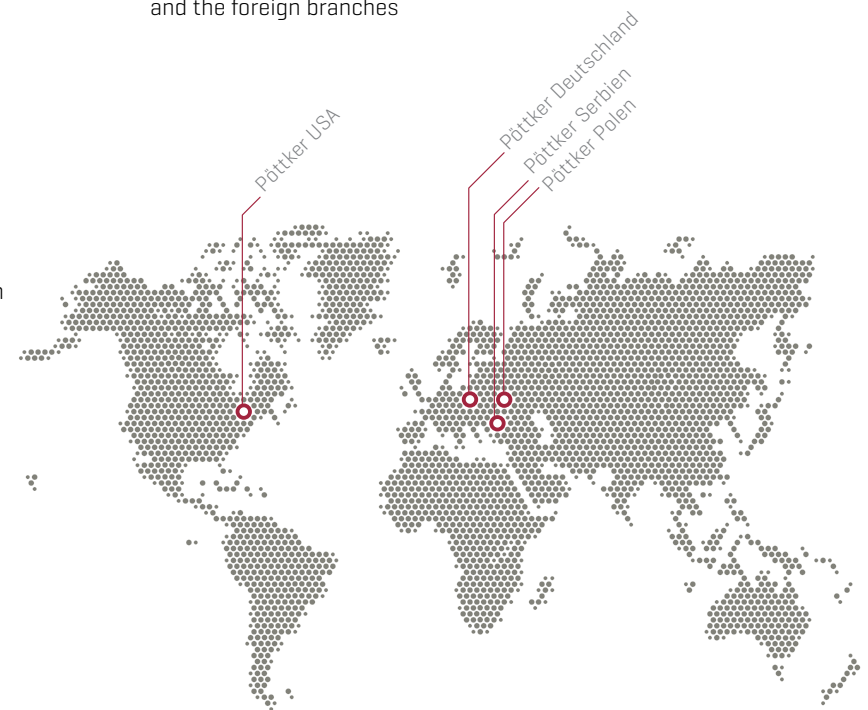 and the foreign branches
Pöttker Deutschland
Pöttker Serbien
Pöttker Polen
Pöttker USA
n